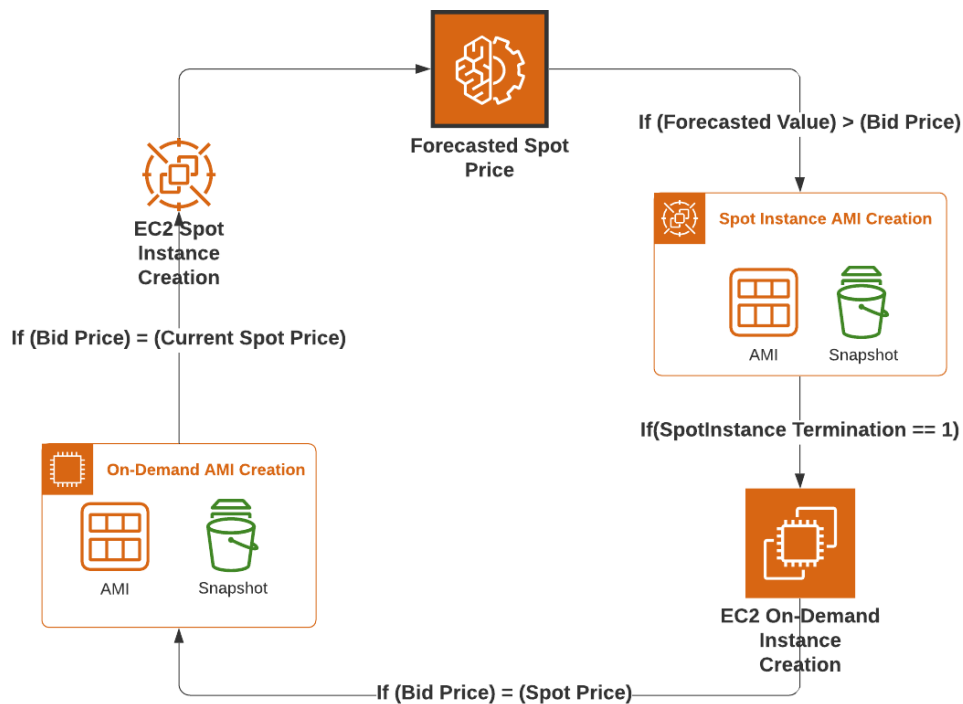 Forecasted Spot
Price
If (Forecasted Value) > (Bid Price)
EC2 Spot
Instance
Creation
Spot Instance AMI Creation
AMI
Snapshot
If (Bid Price) = (Current Spot Price)
If(SpotInstance Termination == 1)
On-Demand AMI Creation
AMI
Snapshot
EC2 On-Demand
Instance
Creation
If (Bid Price) = (Spot Price)